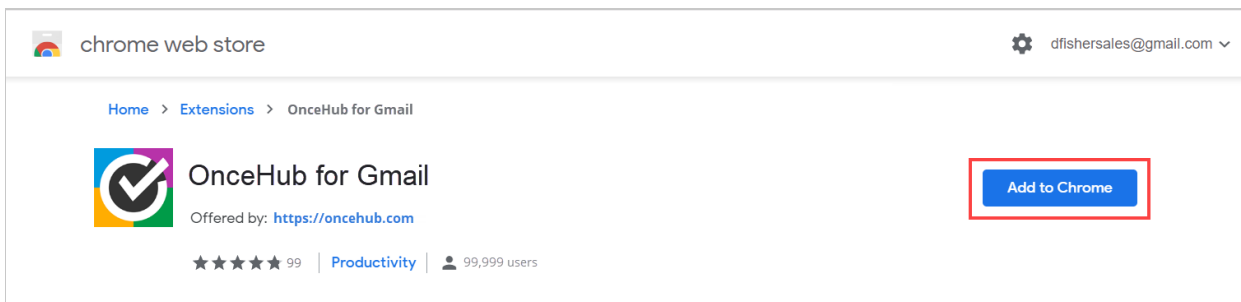 chrome web store
dfishersales@gmail.com
Home > Extensions > OnceHub for Gmail
OnceHub for Gmail
Add to Chrome
Offered by: https://oncehub.com
99 | Productivity | 99,999 users